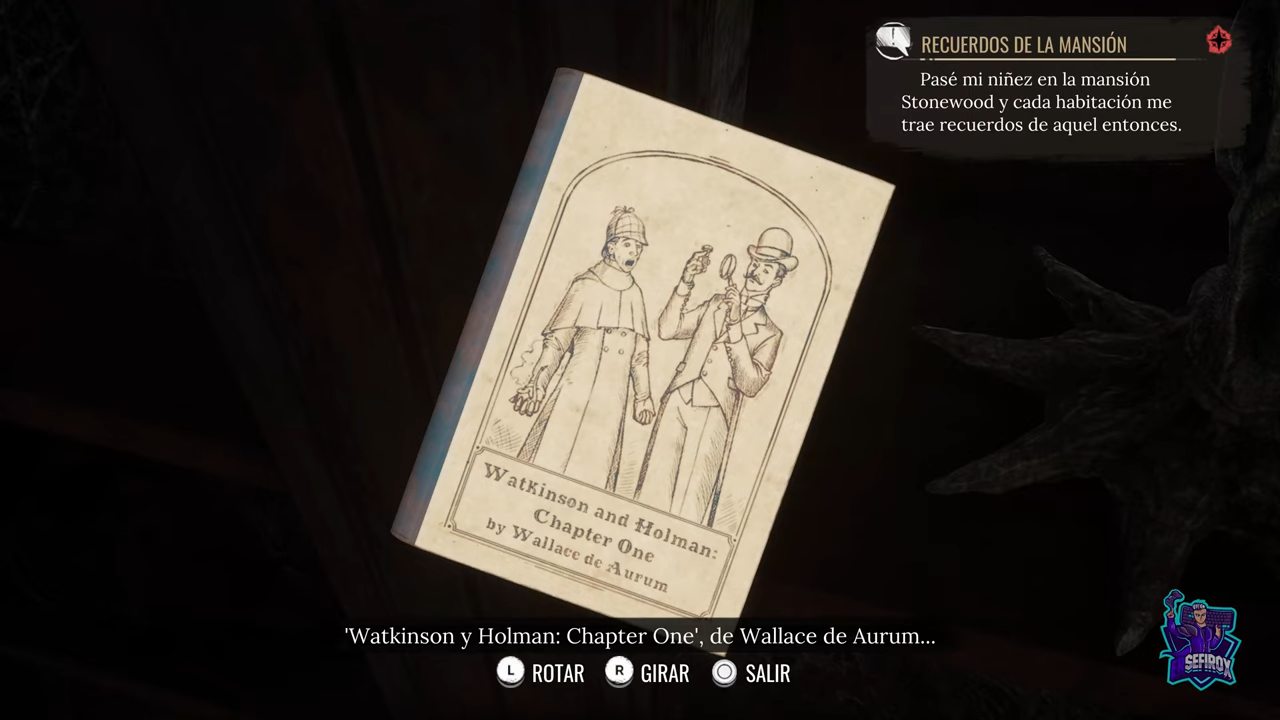 RECUERDOS DE LA MANSIÓN
Pasé mi niñez en la mansión
Stonewood y cada habitación me
trae recuerdos de aquel entonces.
Watkinson and Holman:
Chapter One
by Wallace de Aurum
'Watkinson y Holman: Chapter One', de Wallace de Aurum...
L ROTAR R GIRAR SALIR
SEFIROX